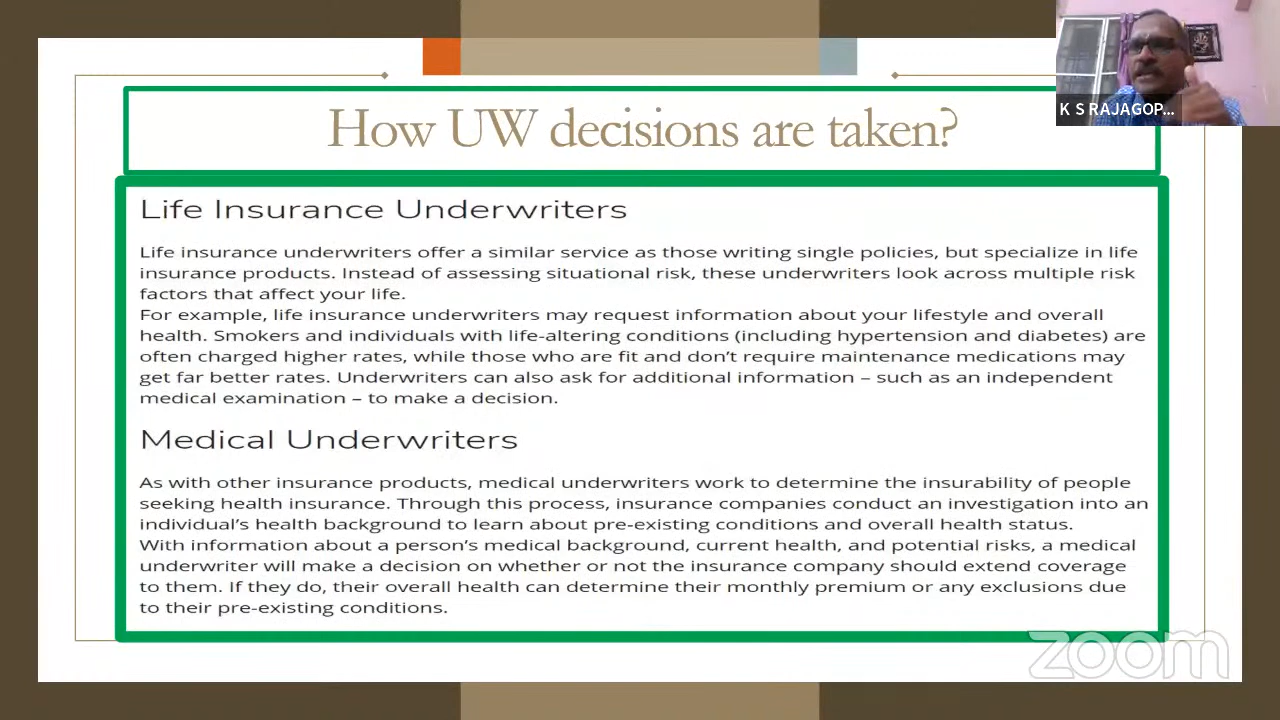 How UW decisions are taken?
K S RAJAGOP...
Life Insurance Underwriters
Life insurance underwriters offer a similar service as those writing single policies, but specialize in life
insurance products. Instead of assessing situational risk, these underwriters look across multiple risk
factors that affect your life.
For example, life insurance underwriters may request information about your lifestyle and overall
health. Smokers and individuals with life-altering conditions (including hypertension and diabetes) are
often charged higher rates, while those who are fit and don’t require maintenance medications may
get far better rates. Underwriters can also ask for additional information – such as an independent
medical examination – to make a decision.
Medical Underwriters
As with other insurance products, medical underwriters work to determine the insurability of people
seeking health insurance. Through this process, insurance companies conduct an investigation into an
individual’s health background to learn about pre-existing conditions and overall health status.
With information about a person’s medical background, current health, and potential risks, a medical
underwriter will make a decision on whether or not the insurance company should extend coverage
to them. If they do, their overall health can determine their monthly premium or any exclusions due
to their pre-existing conditions.
zoom